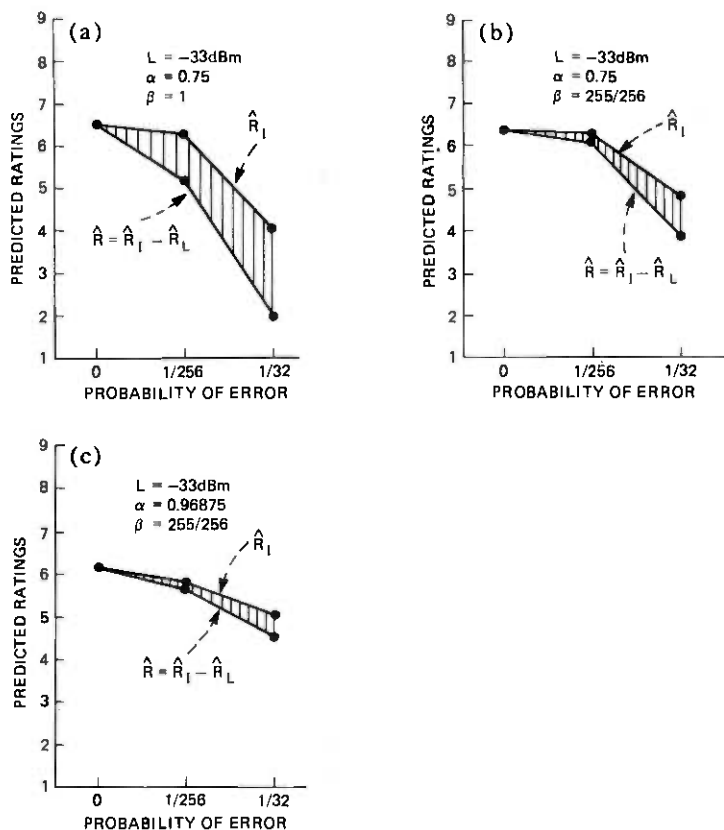 (a)
L = -33dBm
α = 0.75
β = 1
R̂I
R̂ = R̂I - R̂L
PREDICTED RATINGS
9
8
7
6
5
4
3
2
1
0
1/256
1/32
PROBABILITY OF ERROR
(b)
L = -33dBm
α = 0.75
β = 255/256
R̂I
R̂ = R̂I - R̂L
PREDICTED RATINGS
9
8
7
6
5
4
3
2
1
0
1/256
1/32
PROBABILITY OF ERROR
(c)
L = -33dBm
α = 0.96875
β = 255/256
R̂I
R̂ = R̂I - R̂L
PREDICTED RATINGS
9
8
7
6
5
4
3
2
1
0
1/256
1/32
PROBABILITY OF ERROR